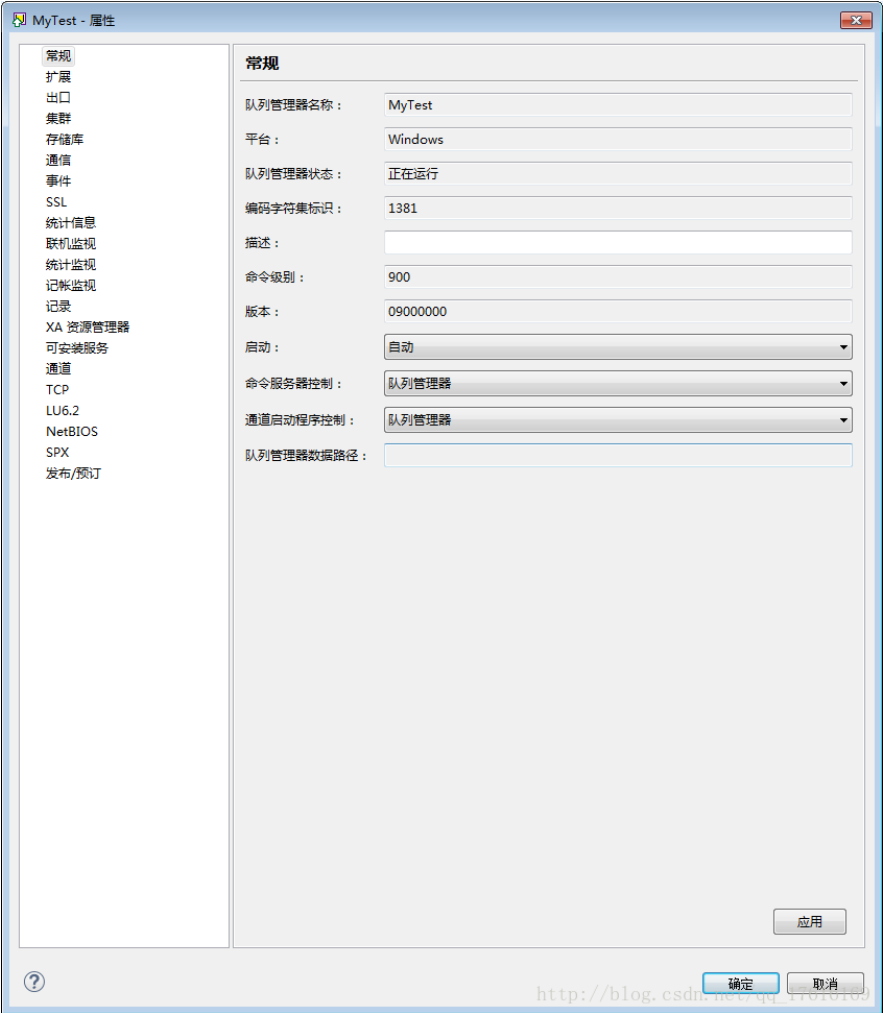 MyTest - 属性
常规
扩展
出口
集群
存储库
通信
事件
SSL
统计信息
联机监视
统计监视
记帐监视
记录
XA 资源管理器
可安装服务
通道
TCP
LU6.2
NetBIOS
SPX
发布/预订
常规
队列管理器名称： MyTest
平台： Windows
队列管理器状态： 正在运行
编码字符集标识： 1381
描述：
命令级别： 900
版本： 09000000
启动： 自动
命令服务器控制： 队列管理器
通道启动程序控制： 队列管理器
队列管理器数据路径：
应用
确定 取消
http://blog.csdn.net/qq_17616169